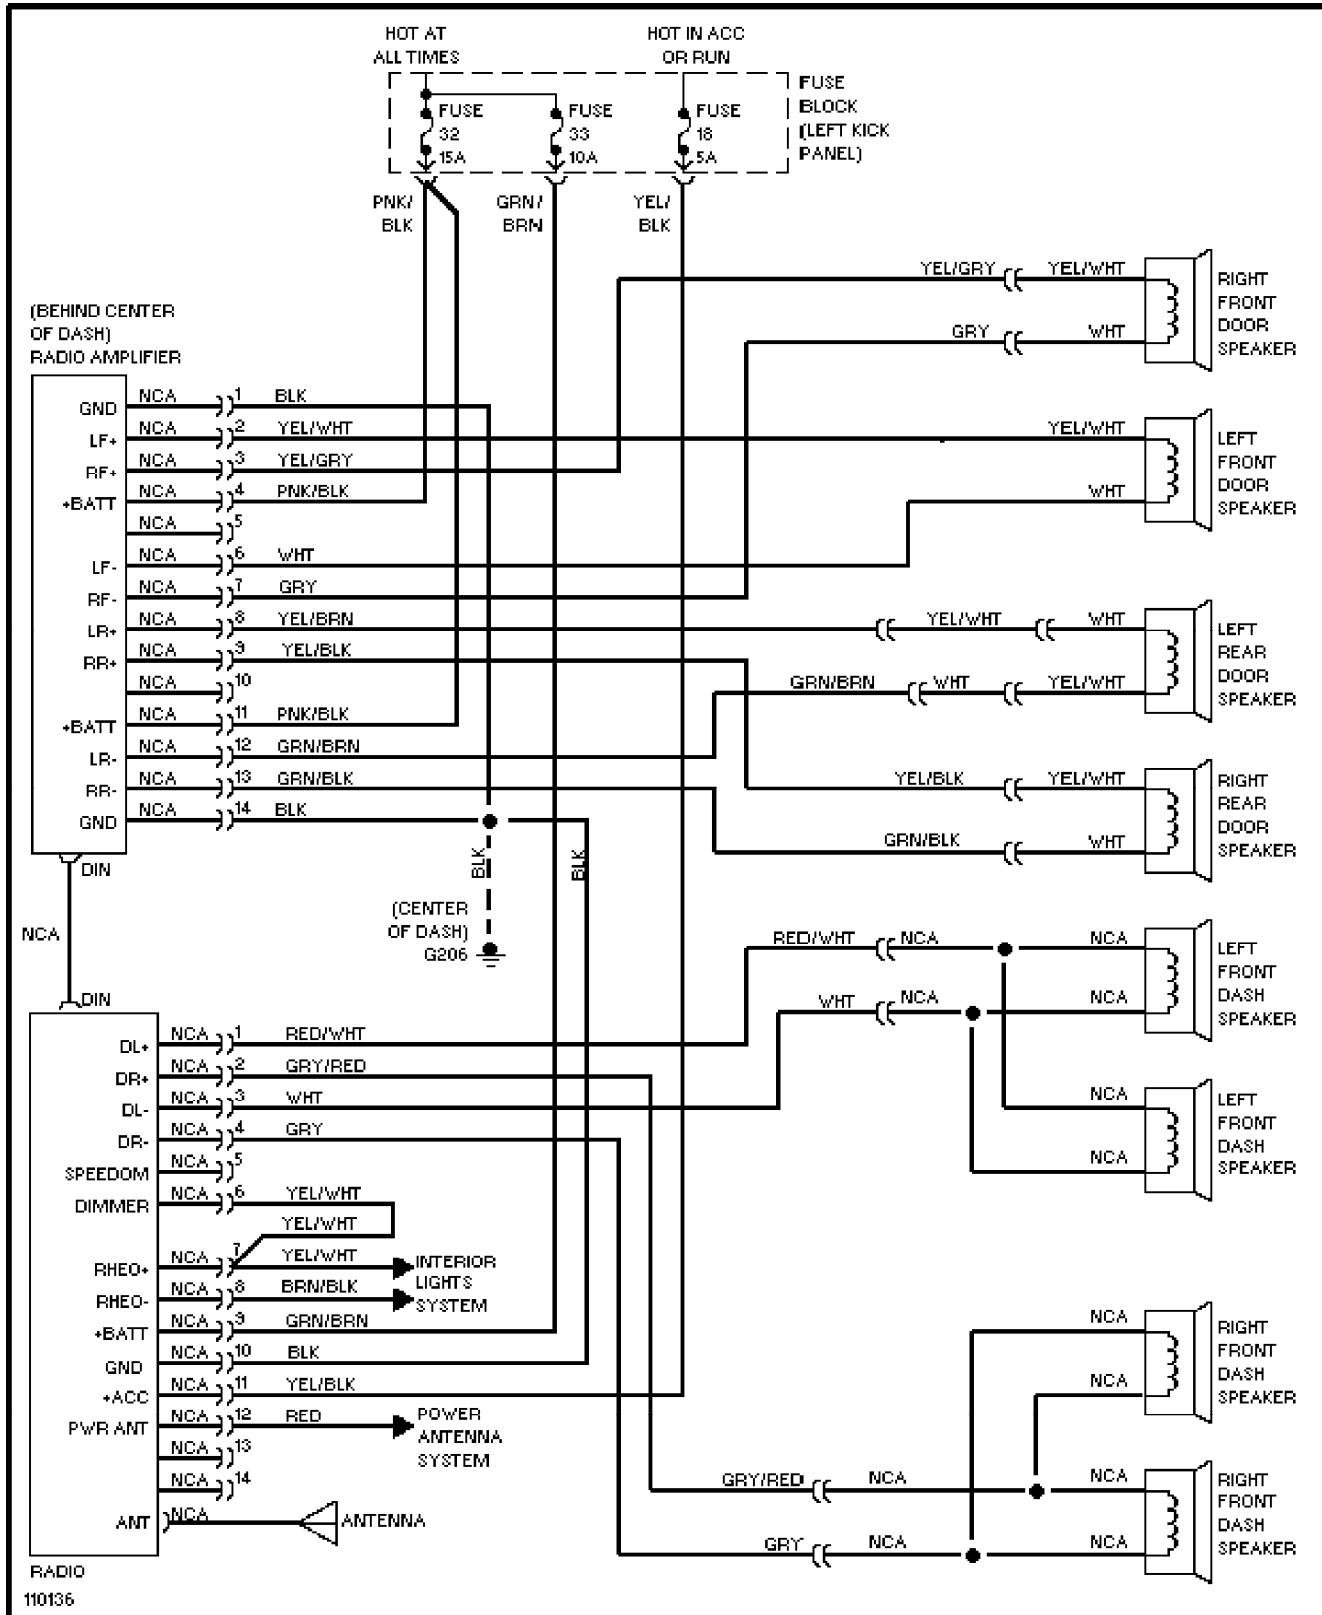 HOT AT
ALL TIMES
HOT IN ACC
OR RUN
FUSE
32
15A
FUSE
33
10A
FUSE
18
5A
FUSE
BLOCK
(LEFT KICK
PANEL)
PNK/
BLK
GRN/
BRN
YEL/
BLK
YEL/GRY
YEL/WHT
GRY
WHT
RIGHT
FRONT
DOOR
SPEAKER
(BEHIND CENTER
OF DASH)
RADIO AMPLIFIER
GND NCA 1 BLK
LF+ NCA 2 YEL/WHT
RF+ NCA 3 YEL/GRY
+BATT NCA 4 PNK/BLK
NCA 5
LF- NCA 6 WHT
RF- NCA 7 GRY
LR+ NCA 8 YEL/BRN
RR+ NCA 9 YEL/BLK
NCA 10
+BATT NCA 11 PNK/BLK
LR- NCA 12 GRN/BRN
RR- NCA 13 GRN/BLK
GND NCA 14 BLK
YEL/WHT
WHT
LEFT
FRONT
DOOR
SPEAKER
YEL/WHT WHT
GRN/BRN WHT YEL/WHT
LEFT
REAR
DOOR
SPEAKER
YEL/BLK YEL/WHT
GRN/BLK WHT
RIGHT
REAR
DOOR
SPEAKER
DIN
NCA
DIN
BLK
BLK
(CENTER
OF DASH)
G206
RED/WHT NCA NCA
WHT NCA NCA
LEFT
FRONT
DASH
SPEAKER
NCA
NCA
LEFT
FRONT
DASH
SPEAKER
DL+ NCA 1 RED/WHT
DR+ NCA 2 GRY/RED
DL- NCA 3 WHT
DR- NCA 4 GRY
SPEEDOM NCA 5
DIMMER NCA 6 YEL/WHT
YEL/WHT
RHEO+ NCA 7 YEL/WHT
RHEO- NCA 8 BRN/BLK
INTERIOR
LIGHTS
SYSTEM
+BATT NCA 9 GRN/BRN
GND NCA 10 BLK
+ACC NCA 11 YEL/BLK
PWR ANT NCA 12 RED
POWER
ANTENNA
SYSTEM
NCA 13
NCA 14
ANT NCA ANTENNA
NCA
NCA
RIGHT
FRONT
DASH
SPEAKER
GRY/RED NCA NCA
GRY NCA NCA
RIGHT
FRONT
DASH
SPEAKER
RADIO
110136